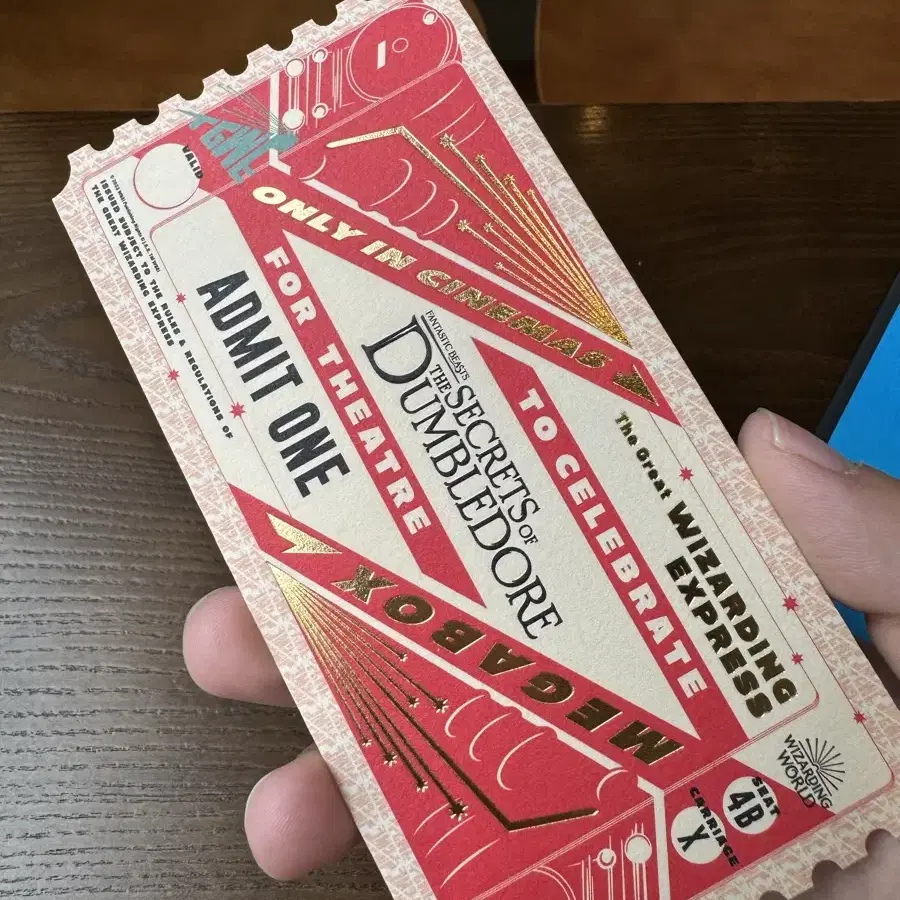 VALID
ISSUED SUBJECT TO THE RULES & REGULATIONS OF
THE GREAT WIZARDING EXPRESS
ADMIT ONE
FOR THEATRE
ONLY IN CINEMAS
FANTASTIC BEASTS
THE SECRETS OF
DUMBLEDORE
TO CELEBRATE
MEGABOX
The Great WIZARDING
EXPRESS
WIZARDING
WORLD
SEAT
4B
CARRIAGE
X